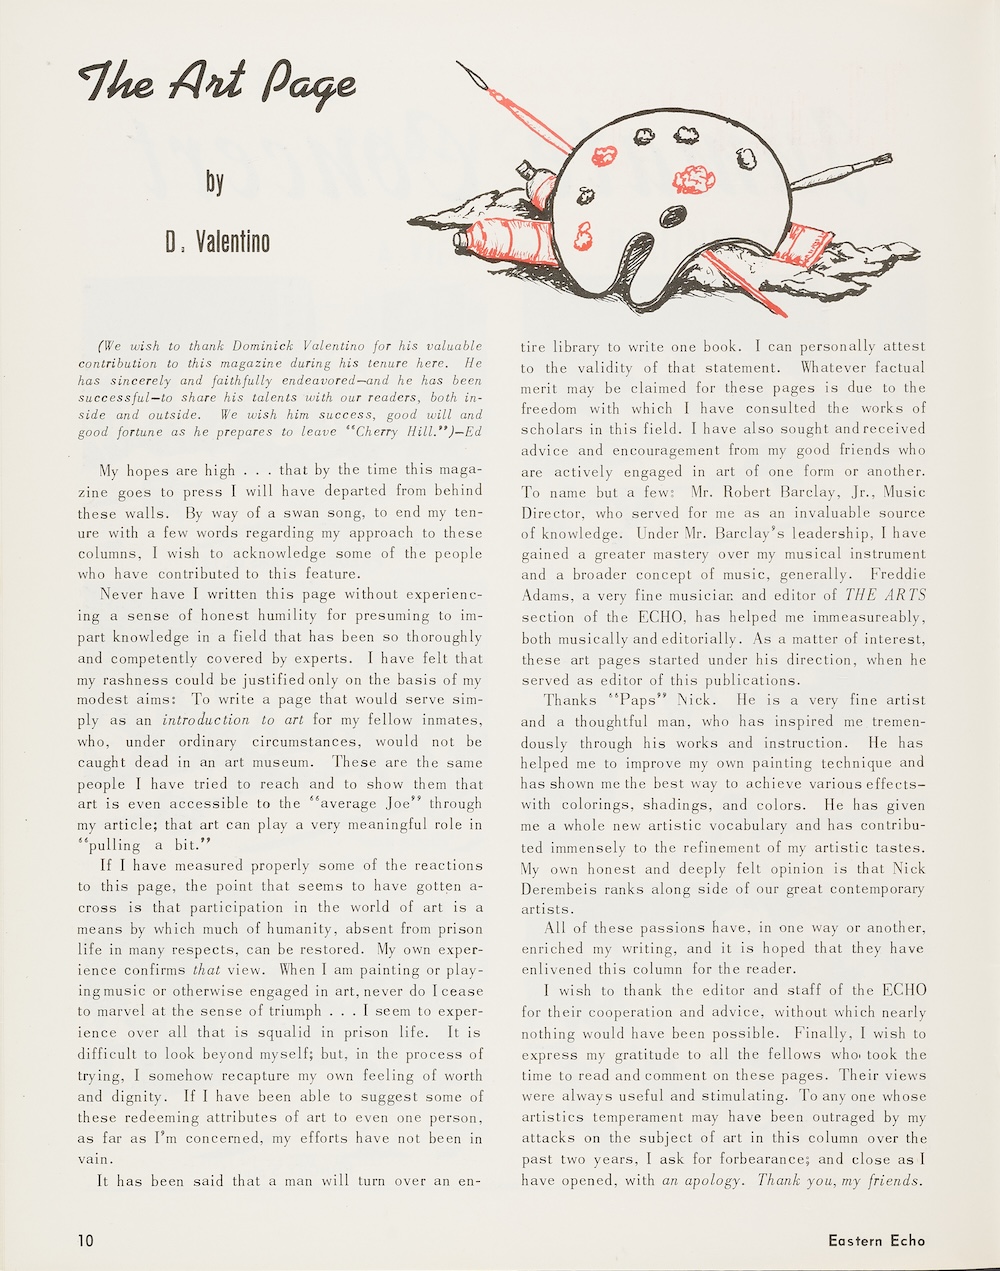 The Art Page
by
D. Valentino
(We wish to thank Dominick Valentino for his valuable
contribution to this magazine during his tenure here. He
has sincerely and faithfully endeavored—and he has been
successful—to share his talents with our readers, both in-
side and outside. We wish him success, good will and
good fortune as he prepares to leave "Cherry Hill.")—Ed
My hopes are high . . . that by the time this maga-
zine goes to press I will have departed from behind
these walls. By way of a swan song, to end my ten-
ure with a few words regarding my approach to these
columns, I wish to acknowledge some of the people
who have contributed to this feature.
Never have I written this page without experienc-
ing a sense of honest humility for presuming to im-
part knowledge in a field that has been so thoroughly
and competently covered by experts. I have felt that
my rashness could be justified only on the basis of my
modest aims: To write a page that would serve sim-
ply as an introduction to art for my fellow inmates,
who, under ordinary circumstances, would not be
caught dead in an art museum. These are the same
people I have tried to reach and to show them that
art is even accessible to the "average Joe" through
my article; that art can play a very meaningful role in
"pulling a bit."
If I have measured properly some of the reactions
to this page, the point that seems to have gotten a-
cross is that participation in the world of art is a
means by which much of humanity, absent from prison
life in many respects, can be restored. My own exper-
ience confirms that view. When I am painting or play-
ing music or otherwise engaged in art, never do I cease
to marvel at the sense of triumph . . . I seem to exper-
ience over all that is squalid in prison life. It is
difficult to look beyond myself; but, in the process of
trying, I somehow recapture my own feeling of worth
and dignity. If I have been able to suggest some of
these redeeming attributes of art to even one person,
as far as I'm concerned, my efforts have not been in
vain.
It has been said that a man will turn over an en-
tire library to write one book. I can personally attest
to the validity of that statement. Whatever factual
merit may be claimed for these pages is due to the
freedom with which I have consulted the works of
scholars in this field. I have also sought and received
advice and encouragement from my good friends who
are actively engaged in art of one form or another.
To name but a few: Mr. Robert Barclay, Jr., Music
Director, who served for me as an invaluable source
of knowledge. Under Mr. Barclay's leadership, I have
gained a greater mastery over my musical instrument
and a broader concept of music, generally. Freddie
Adams, a very fine musician and editor of THE ARTS
section of the ECHO, has helped me immeasureably,
both musically and editorially. As a matter of interest,
these art pages started under his direction, when he
served as editor of this publications.
Thanks "Paps" Nick. He is a very fine artist
and a thoughtful man, who has inspired me tremen-
dously through his works and instruction. He has
helped me to improve my own painting technique and
has shown me the best way to achieve various effects—
with colorings, shadings, and colors. He has given
me a whole new artistic vocabulary and has contribu-
ted immensely to the refinement of my artistic tastes.
My own honest and deeply felt opinion is that Nick
Derembeis ranks along side of our great contemporary
artists.
All of these passions have, in one way or another,
enriched my writing, and it is hoped that they have
enlivened this column for the reader.
I wish to thank the editor and staff of the ECHO
for their cooperation and advice, without which nearly
nothing would have been possible. Finally, I wish to
express my gratitude to all the fellows who took the
time to read and comment on these pages. Their views
were always useful and stimulating. To any one whose
artistics temperament may have been outraged by my
attacks on the subject of art in this column over the
past two years, I ask for forbearance; and close as I
have opened, with an apology. Thank you, my friends.
10
Eastern Echo